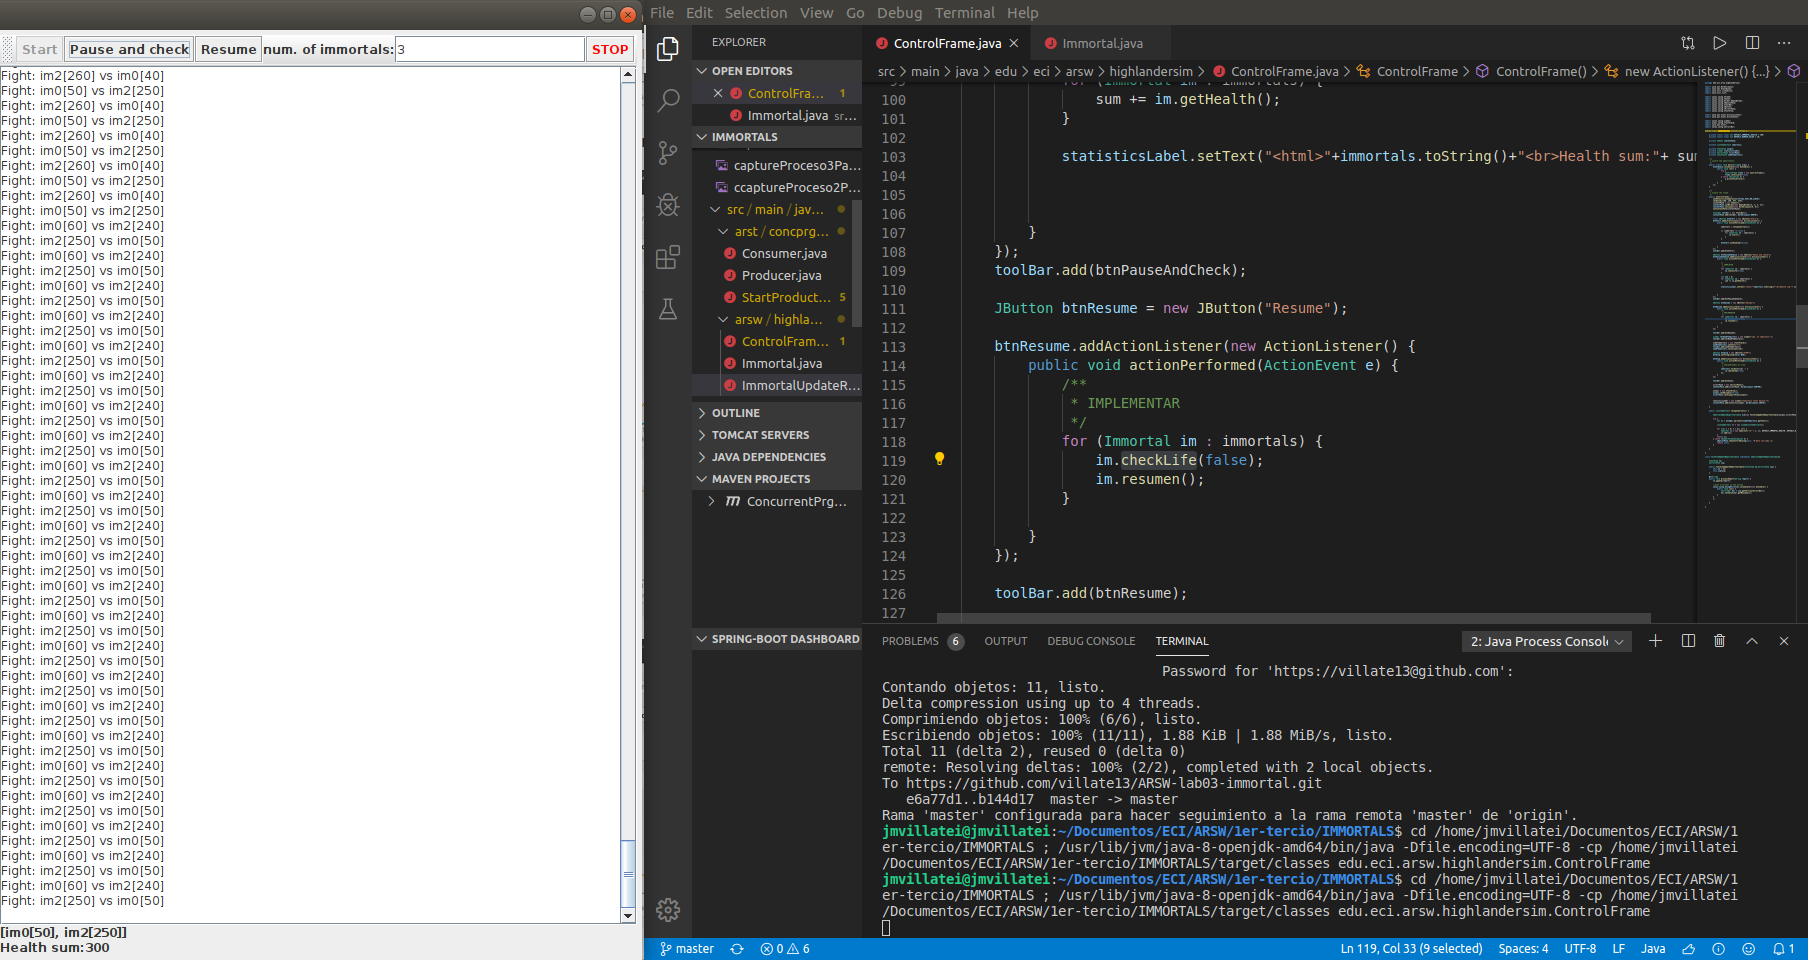 Start Pause and check Resume num. of immortals: 3 STOP
Fight: im2[260] vs im0[40]
Fight: im0[50] vs im2[250]
Fight: im2[260] vs im0[40]
Fight: im0[50] vs im2[250]
Fight: im2[260] vs im0[40]
Fight: im0[50] vs im2[250]
Fight: im2[260] vs im0[40]
Fight: im0[50] vs im2[250]
Fight: im2[260] vs im0[40]
Fight: im0[50] vs im2[250]
Fight: im0[60] vs im2[240]
Fight: im2[250] vs im0[50]
Fight: im0[60] vs im2[240]
Fight: im2[250] vs im0[50]
Fight: im0[60] vs im2[240]
Fight: im2[250] vs im0[50]
Fight: im0[60] vs im2[240]
Fight: im2[250] vs im0[50]
Fight: im0[60] vs im2[240]
Fight: im2[250] vs im0[50]
Fight: im0[60] vs im2[240]
Fight: im2[250] vs im0[50]
Fight: im0[60] vs im2[240]
Fight: im2[250] vs im0[50]
Fight: im0[60] vs im2[240]
Fight: im2[250] vs im0[50]
Fight: im0[60] vs im2[240]
Fight: im2[250] vs im0[50]
Fight: im0[60] vs im2[240]
Fight: im2[250] vs im0[50]
Fight: im0[60] vs im2[240]
Fight: im2[250] vs im0[50]
Fight: im0[60] vs im2[240]
Fight: im2[250] vs im0[50]
Fight: im0[60] vs im2[240]
Fight: im2[250] vs im0[50]
Fight: im0[60] vs im2[240]
Fight: im2[250] vs im0[50]
Fight: im0[60] vs im2[240]
Fight: im2[250] vs im0[50]
Fight: im0[60] vs im2[240]
Fight: im2[250] vs im0[50]
Fight: im0[60] vs im2[240]
Fight: im2[250] vs im0[50]
Fight: im0[60] vs im2[240]
Fight: im2[250] vs im0[50]
Fight: im0[60] vs im2[240]
Fight: im2[250] vs im0[50]
Fight: im0[60] vs im2[240]
Fight: im2[250] vs im0[50]
Fight: im0[60] vs im2[240]
Fight: im2[250] vs im0[50]
Fight: im0[60] vs im2[240]
Fight: im2[250] vs im0[50]
Fight: im0[60] vs im2[240]
Fight: im2[250] vs im0[50]
[im0[50], im2[250]]
Health sum:300
File Edit Selection View Go Debug Terminal Help
EXPLORER
OPEN EDITORS
ControlFra... 1
Immortal.java src...
IMMORTALS
captureProceso3Pa...
ccaptureProceso2P...
src / main / jav...
arst / concprg...
Consumer.java
Producer.java
StartProduct... 5
arsw / highla...
ControlFram... 1
Immortal.java
ImmortalUpdateR...
OUTLINE
TOMCAT SERVERS
JAVA DEPENDENCIES
MAVEN PROJECTS
ConcurrentPrg...
SPRING-BOOT DASHBOARD
ControlFrame.java Immortal.java
src > main > java > edu > eci > arsw > highlandersim > ControlFrame.java > ControlFrame > ControlFrame() > new ActionListener() {...} >
99 for (Immortal im : immortals) {
100 sum += im.getHealth();
101 }
102
103 statisticsLabel.setText("<html>"+immortals.toString()+"<br>Health sum:"+ sum
104
105
106
107 }
108 });
109 toolBar.add(btnPauseAndCheck);
110
111 JButton btnResume = new JButton("Resume");
112
113 btnResume.addActionListener(new ActionListener() {
114 public void actionPerformed(ActionEvent e) {
115 /**
116 * IMPLEMENTAR
117 */
118 for (Immortal im : immortals) {
119 im.checkLife(false);
120 im.resumen();
121 }
122
123 }
124 });
125
126 toolBar.add(btnResume);
127
PROBLEMS 6 OUTPUT DEBUG CONSOLE TERMINAL 2: Java Process Consol
Password for 'https://villate13@github.com':
Contando objetos: 11, listo.
Delta compression using up to 4 threads.
Comprimiendo objetos: 100% (6/6), listo.
Escribiendo objetos: 100% (11/11), 1.88 KiB | 1.88 MiB/s, listo.
Total 11 (delta 2), reused 0 (delta 0)
remote: Resolving deltas: 100% (2/2), completed with 2 local objects.
To https://github.com/villate13/ARSW-lab03-immortal.git
e6a77d1..b144d17 master -> master
Rama 'master' configurada para hacer seguimiento a la rama remota 'master' de 'origin'.
jmvillatei@jmvillatei:~/Documentos/ECI/ARSW/1er-tercio/IMMORTALS$ cd /home/jmvillatei/Documentos/ECI/ARSW/1
er-tercio/IMMORTALS ; /usr/lib/jvm/java-8-openjdk-amd64/bin/java -Dfile.encoding=UTF-8 -cp /home/jmvillatei
/Documentos/ECI/ARSW/1er-tercio/IMMORTALS/target/classes edu.eci.arsw.highlandersim.ControlFrame
jmvillatei@jmvillatei:~/Documentos/ECI/ARSW/1er-tercio/IMMORTALS$ cd /home/jmvillatei/Documentos/ECI/ARSW/1
er-tercio/IMMORTALS ; /usr/lib/jvm/java-8-openjdk-amd64/bin/java -Dfile.encoding=UTF-8 -cp /home/jmvillatei
/Documentos/ECI/ARSW/1er-tercio/IMMORTALS/target/classes edu.eci.arsw.highlandersim.ControlFrame
master 0 6 Ln 119, Col 33 (9 selected) Spaces: 4 UTF-8 LF Java 1